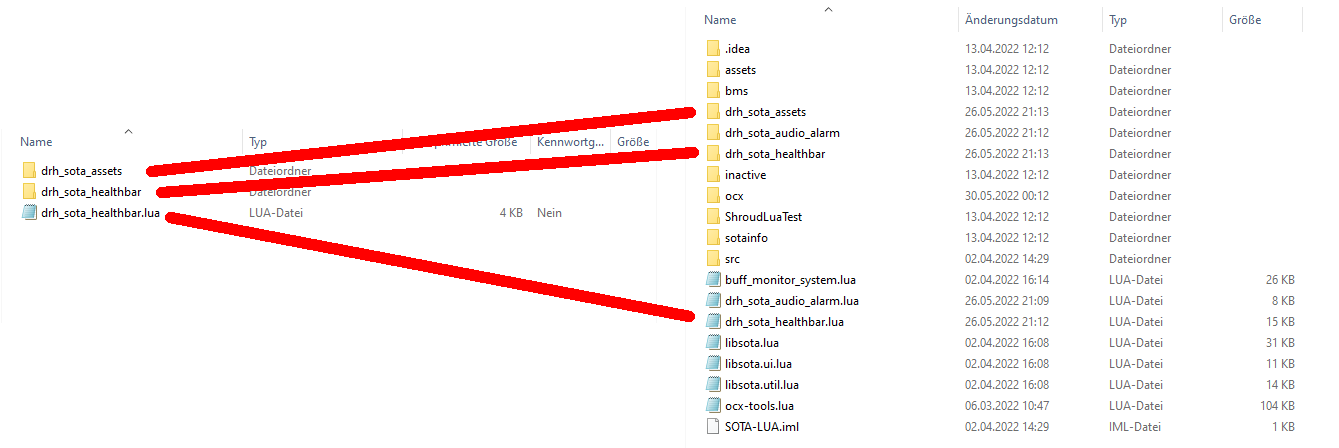 Name Typ rimierte Größe Kennwortg... Größe
drh_sota_assets Dateiordner
drh_sota_healthbar Dateiordner
drh_sota_healthbar.lua LUA-Datei 4 KB Nein
Name Änderungsdatum Typ Größe
.idea 13.04.2022 12:12 Dateiordner
assets 13.04.2022 12:12 Dateiordner
bms 13.04.2022 12:12 Dateiordner
drh_sota_assets 26.05.2022 21:13 Dateiordner
drh_sota_audio_alarm 26.05.2022 21:12 Dateiordner
drh_sota_healthbar 26.05.2022 21:13 Dateiordner
inactive 13.04.2022 12:12 Dateiordner
ocx 30.05.2022 00:12 Dateiordner
ShroudLuaTest 13.04.2022 12:12 Dateiordner
sotainfo 13.04.2022 12:12 Dateiordner
src 02.04.2022 14:29 Dateiordner
buff_monitor_system.lua 02.04.2022 16:14 LUA-Datei 26 KB
drh_sota_audio_alarm.lua 26.05.2022 21:09 LUA-Datei 8 KB
drh_sota_healthbar.lua 26.05.2022 21:12 LUA-Datei 15 KB
libsota.lua 02.04.2022 16:08 LUA-Datei 31 KB
libsota.ui.lua 02.04.2022 16:08 LUA-Datei 11 KB
libsota.util.lua 02.04.2022 16:08 LUA-Datei 14 KB
ocx-tools.lua 06.03.2022 10:47 LUA-Datei 104 KB
SOTA-LUA.iml 02.04.2022 14:29 IML-Datei 1 KB